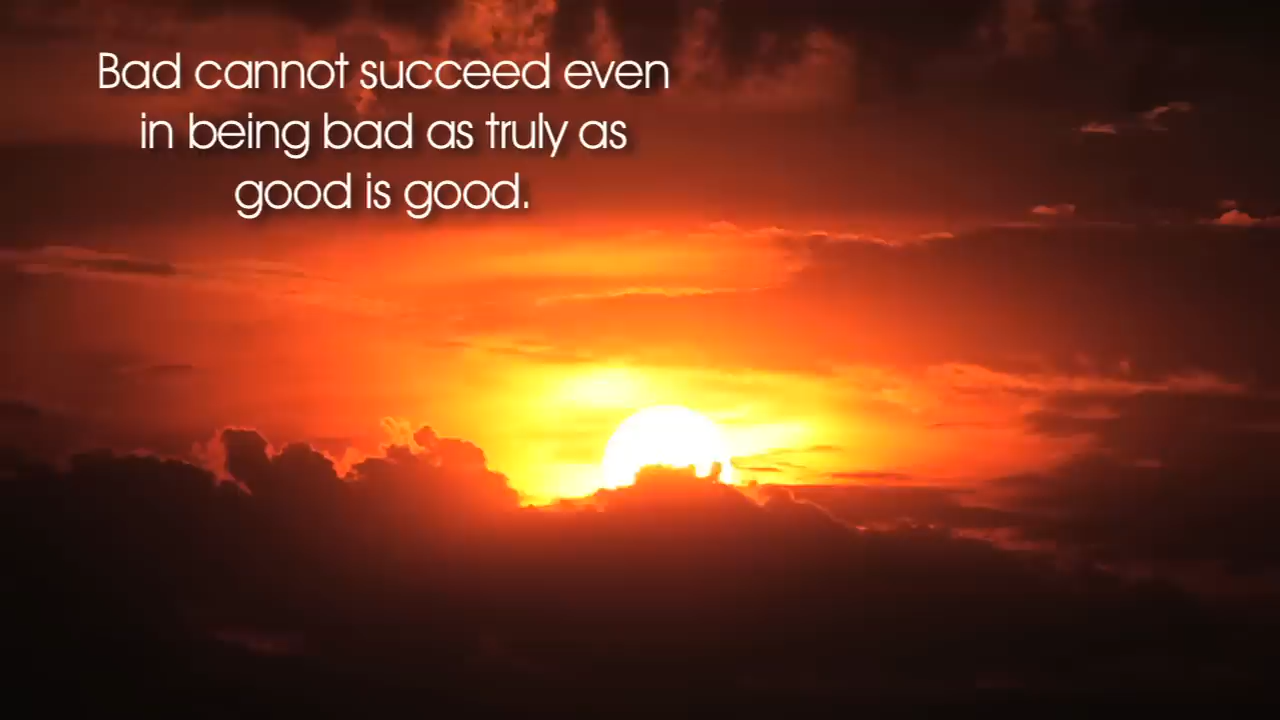 Bad cannot succeed even
in being bad as truly as
good is good.